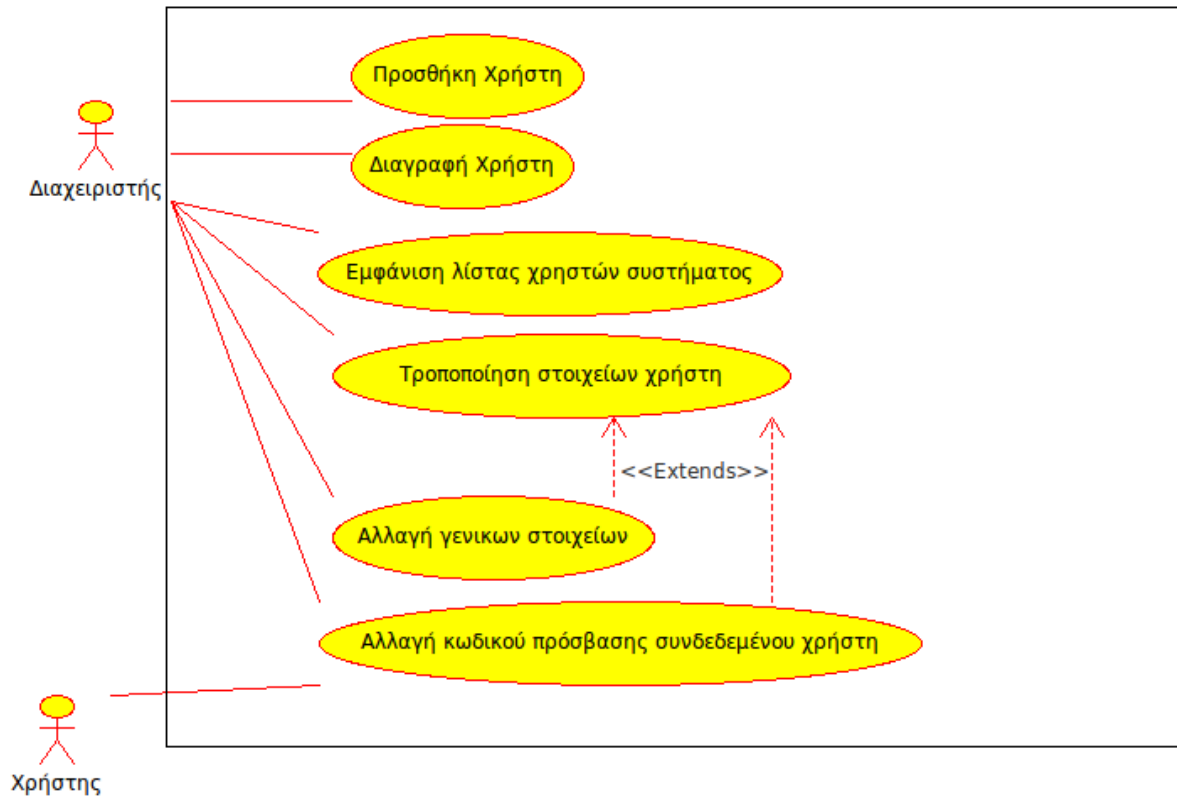 Προσθήκη Χρήστη
Διαγραφή Χρήστη
Διαχειριστής
Εμφάνιση λίστας χρηστών συστήματος
Τροποποίηση στοιχείων χρήστη
<<Extends>>
Αλλαγή γενικων στοιχείων
Αλλαγή κωδικού πρόσβασης συνδεδεμένου χρήστη
Χρήστης